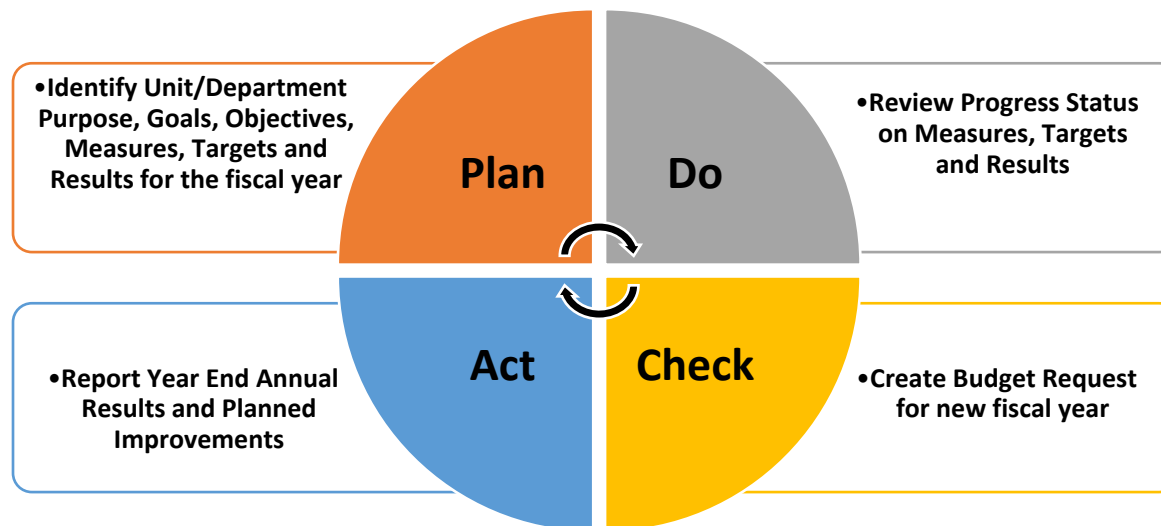 •Identify Unit/Department
Purpose, Goals, Objectives,
Measures, Targets and
Results for the fiscal year
Plan
Do
•Review Progress Status
on Measures, Targets
and Results
•Report Year End Annual
Results and Planned
Improvements
Act
Check
•Create Budget Request
for new fiscal year